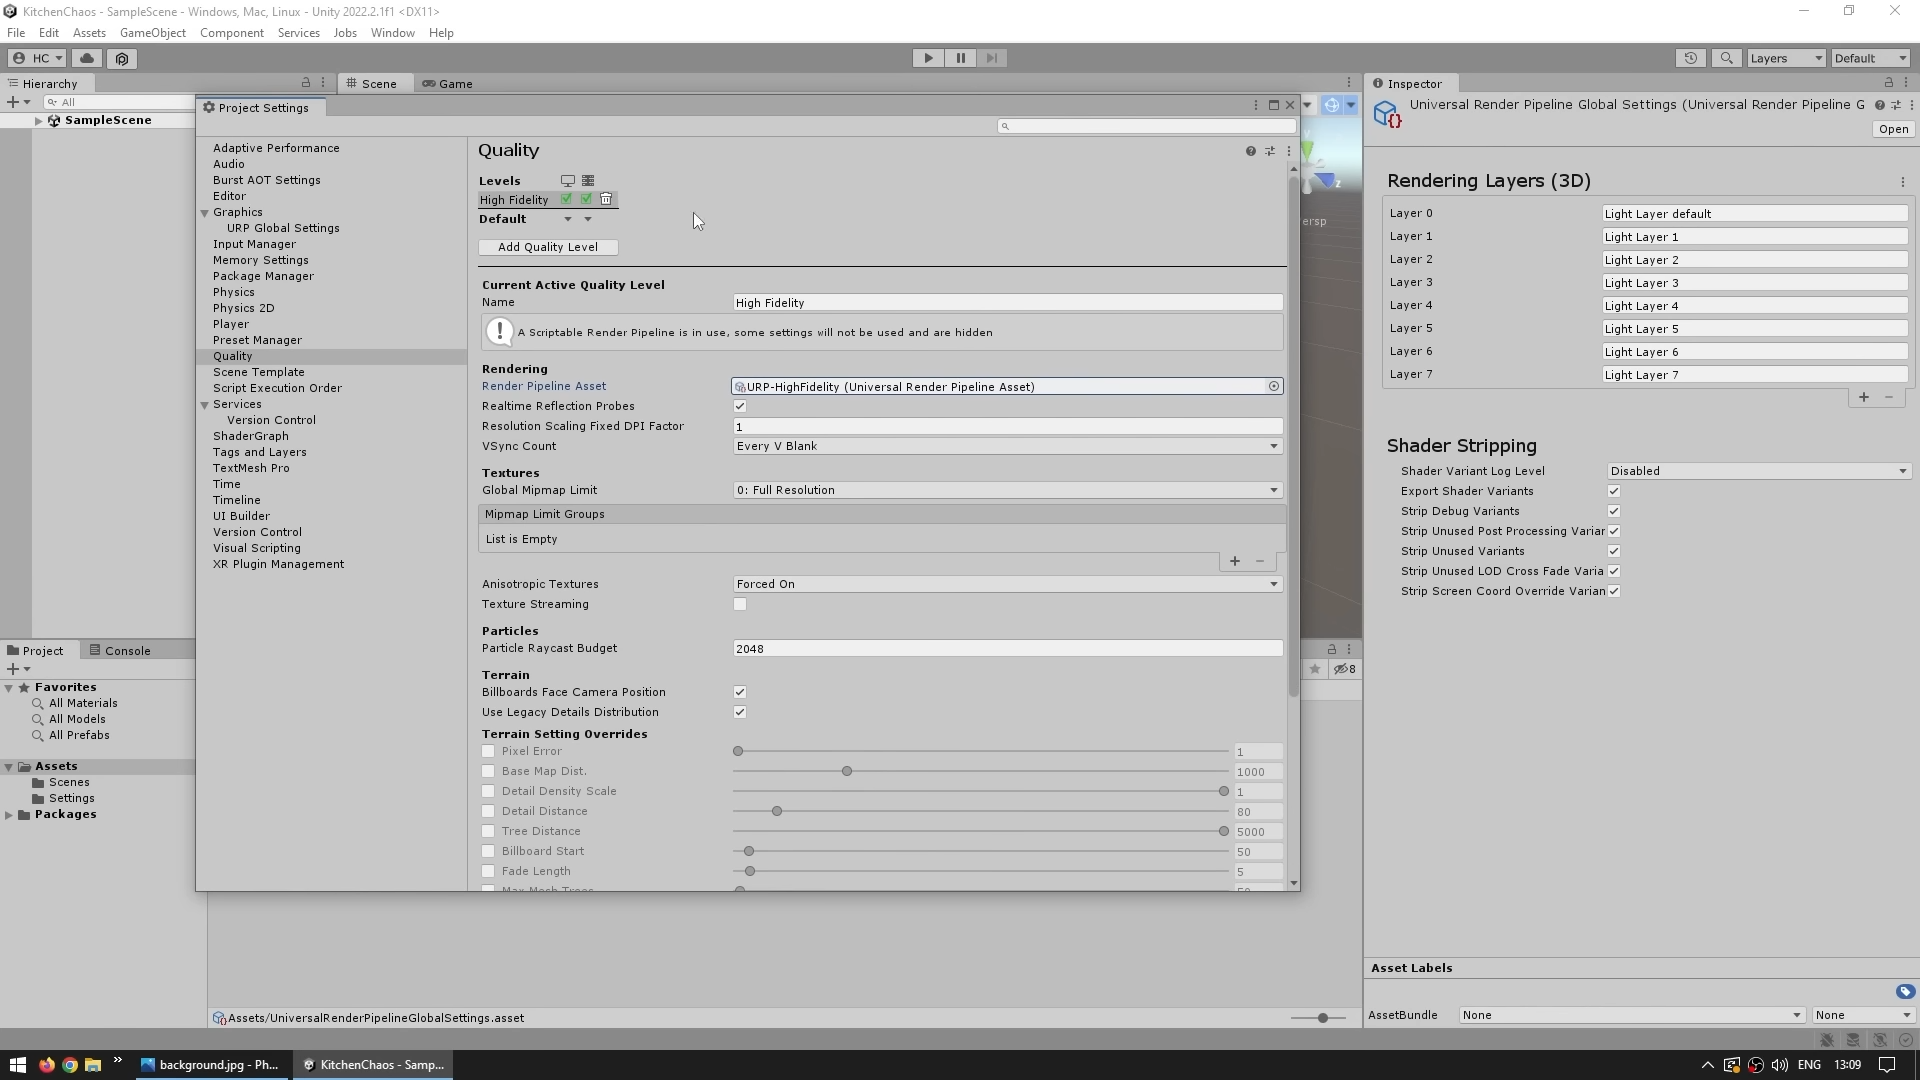 KitchenChaos - SampleScene - Windows, Mac, Linux - Unity 2022.2.1f1 <DX11>
File Edit Assets GameObject Component Services Jobs Window Help
HC Layers Default
Hierarchy Scene Game Inspector
All
SampleScene
Project Settings
Universal Render Pipeline Global Settings (Universal Render Pipeline G
Open
Adaptive Performance
Audio
Burst AOT Settings
Editor
Graphics
URP Global Settings
Input Manager
Memory Settings
Package Manager
Physics
Physics 2D
Player
Preset Manager
Quality
Scene Template
Script Execution Order
Services
Version Control
ShaderGraph
Tags and Layers
TextMesh Pro
Time
Timeline
UI Builder
Version Control
Visual Scripting
XR Plugin Management
Quality
Levels
High Fidelity
Default
Add Quality Level
Current Active Quality Level
Name High Fidelity
A Scriptable Render Pipeline is in use, some settings will not be used and are hidden
Rendering
Render Pipeline Asset URP-HighFidelity (Universal Render Pipeline Asset)
Realtime Reflection Probes
Resolution Scaling Fixed DPI Factor 1
VSync Count Every V Blank
Textures
Global Mipmap Limit 0: Full Resolution
Mipmap Limit Groups
List is Empty
Anisotropic Textures Forced On
Texture Streaming
Particles
Particle Raycast Budget 2048
Terrain
Billboards Face Camera Position
Use Legacy Details Distribution
Terrain Setting Overrides
Pixel Error 1
Base Map Dist. 1000
Detail Density Scale 1
Detail Distance 80
Tree Distance 5000
Billboard Start 50
Fade Length 5
Max Mesh Trees 50
y
z
ersp
Rendering Layers (3D)
Layer 0 Light Layer default
Layer 1 Light Layer 1
Layer 2 Light Layer 2
Layer 3 Light Layer 3
Layer 4 Light Layer 4
Layer 5 Light Layer 5
Layer 6 Light Layer 6
Layer 7 Light Layer 7
Shader Stripping
Shader Variant Log Level Disabled
Export Shader Variants
Strip Debug Variants
Strip Unused Post Processing Varian
Strip Unused Variants
Strip Unused LOD Cross Fade Varia
Strip Screen Coord Override Varian
Project Console
8
Favorites
All Materials
All Models
All Prefabs
Assets
Scenes
Settings
Packages
Assets/UniversalRenderPipelineGlobalSettings.asset
Asset Labels
AssetBundle None None
background.jpg - Ph... KitchenChaos - Samp... ENG 13:09